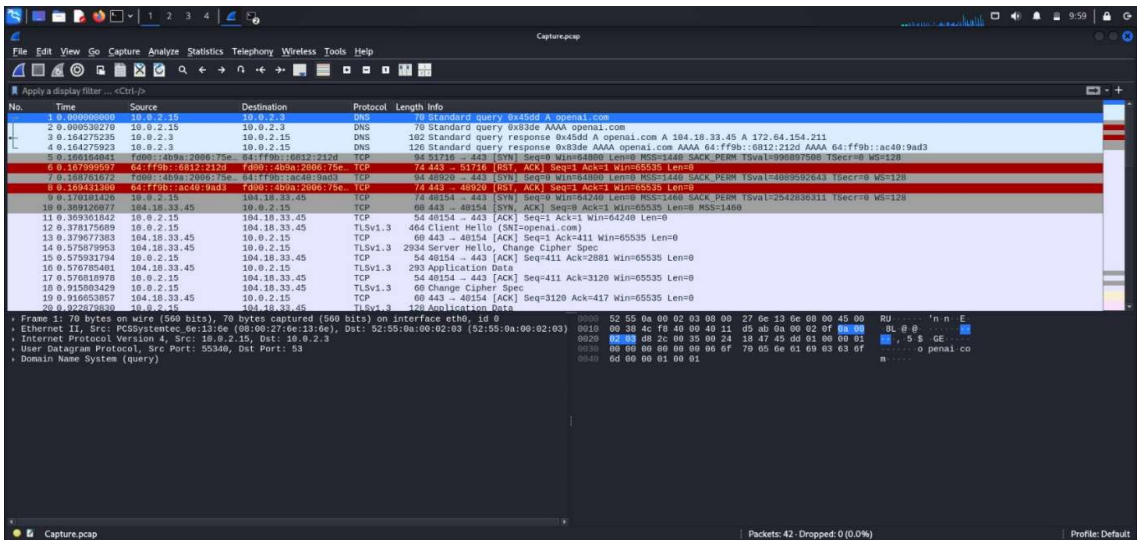 1 2 3 4 9:59
Capture.pcap
File Edit View Go Capture Analyze Statistics Telephony Wireless Tools Help
Apply a display filter ... <Ctrl-/>
No. Time Source Destination Protocol Length Info
1 0.000000000 10.0.2.15 10.0.2.3 DNS 70 Standard query 0x45dd A openai.com
2 0.000530270 10.0.2.15 10.0.2.3 DNS 70 Standard query 0x83de AAAA openai.com
3 0.164275235 10.0.2.3 10.0.2.15 DNS 102 Standard query response 0x45dd A openai.com A 104.18.33.45 A 172.64.154.211
4 0.164275923 10.0.2.3 10.0.2.15 DNS 126 Standard query response 0x83de AAAA openai.com AAAA 64:ff9b::6812:212d AAAA 64:ff9b::ac40:9ad3
5 0.166164041 fd00::4b9a:2006:75e… 64:ff9b::6812:212d TCP 94 51716 → 443 [SYN] Seq=0 Win=64800 Len=0 MSS=1440 SACK_PERM TSval=996897508 TSecr=0 WS=128
6 0.167999597 64:ff9b::6812:212d fd00::4b9a:2006:75e… TCP 74 443 → 51716 [RST, ACK] Seq=1 Ack=1 Win=65535 Len=0
7 0.168761672 fd00::4b9a:2006:75e… 64:ff9b::ac40:9ad3 TCP 94 48920 → 443 [SYN] Seq=0 Win=64800 Len=0 MSS=1440 SACK_PERM TSval=4089592643 TSecr=0 WS=128
8 0.169431300 64:ff9b::ac40:9ad3 fd00::4b9a:2006:75e… TCP 74 443 → 48920 [RST, ACK] Seq=1 Ack=1 Win=65535 Len=0
9 0.170101426 10.0.2.15 104.18.33.45 TCP 74 40154 → 443 [SYN] Seq=0 Win=64240 Len=0 MSS=1460 SACK_PERM TSval=2542836311 TSecr=0 WS=128
10 0.369126077 104.18.33.45 10.0.2.15 TCP 60 443 → 40154 [SYN, ACK] Seq=0 Ack=1 Win=65535 Len=0 MSS=1460
11 0.369361842 10.0.2.15 104.18.33.45 TCP 54 40154 → 443 [ACK] Seq=1 Ack=1 Win=64240 Len=0
12 0.378175689 10.0.2.15 104.18.33.45 TLSv1.3 464 Client Hello (SNI=openai.com)
13 0.379677383 104.18.33.45 10.0.2.15 TCP 60 443 → 40154 [ACK] Seq=1 Ack=411 Win=65535 Len=0
14 0.575879953 104.18.33.45 10.0.2.15 TLSv1.3 2934 Server Hello, Change Cipher Spec
15 0.575931794 10.0.2.15 104.18.33.45 TCP 54 40154 → 443 [ACK] Seq=411 Ack=2881 Win=65535 Len=0
16 0.576785401 104.18.33.45 10.0.2.15 TLSv1.3 293 Application Data
17 0.576818978 10.0.2.15 104.18.33.45 TCP 54 40154 → 443 [ACK] Seq=411 Ack=3120 Win=65535 Len=0
18 0.915803429 10.0.2.15 104.18.33.45 TLSv1.3 60 Change Cipher Spec
19 0.916653857 104.18.33.45 10.0.2.15 TCP 60 443 → 40154 [ACK] Seq=3120 Ack=417 Win=65535 Len=0
20 0.922879830 10.0.2.15 104.18.33.45 TLSv1.3 128 Application Data
Frame 1: 70 bytes on wire (560 bits), 70 bytes captured (560 bits) on interface eth0, id 0
Ethernet II, Src: PCSSystemtec_6e:13:6e (08:00:27:6e:13:6e), Dst: 52:55:0a:00:02:03 (52:55:0a:00:02:03)
Internet Protocol Version 4, Src: 10.0.2.15, Dst: 10.0.2.3
User Datagram Protocol, Src Port: 55340, Dst Port: 53
Domain Name System (query)
0000 52 55 0a 00 02 03 08 00 27 6e 13 6e 08 00 45 00 RU······ 'n·n··E·
0010 00 38 4c f8 40 00 40 11 d5 ab 0a 00 02 0f 0a 00 ·8L·@·@· ········
0020 02 03 d8 2c 00 35 00 24 18 47 45 dd 01 00 00 01 ···,·5·$ ·GE·····
0030 00 00 00 00 00 00 06 6f 70 65 6e 61 69 03 63 6f ·······o penai·co
0040 6d 00 00 01 00 01 m·····
Capture.pcap Packets: 42 · Dropped: 0 (0.0%) Profile: Default